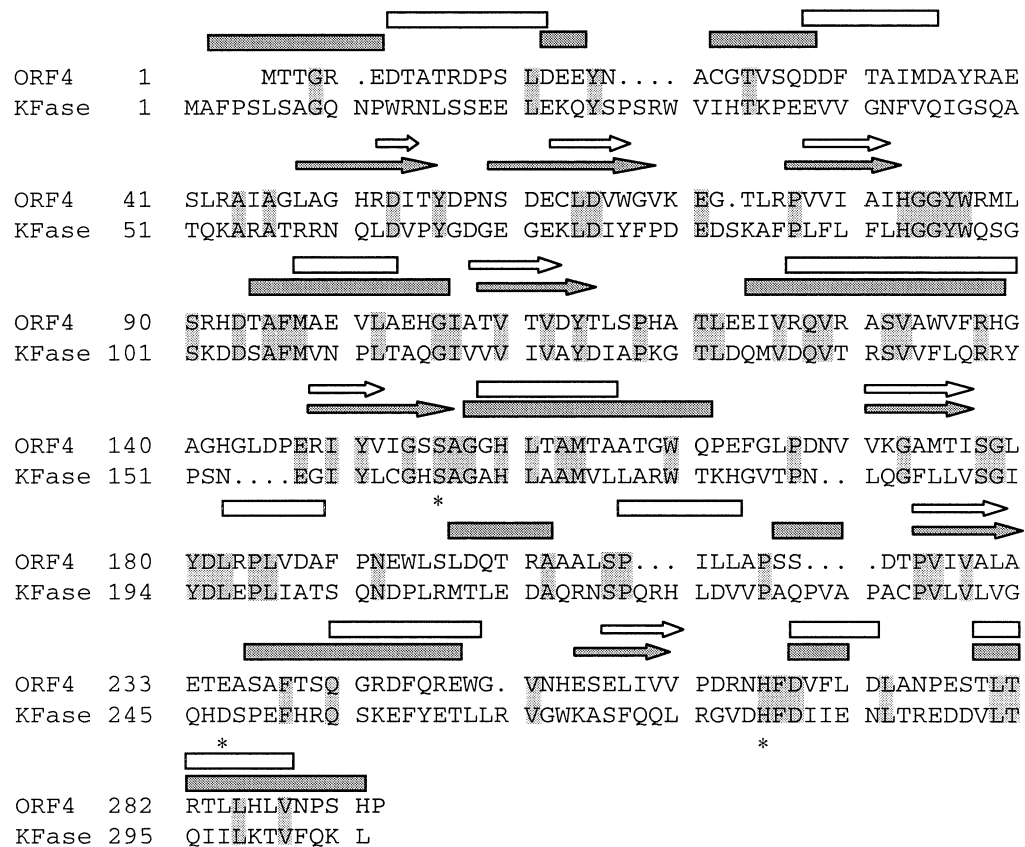 ORF4 1 MTTGR .EDTATRDPS LDEEYN.... ACGTVSQDDF TAIMDAYRAE
KFase 1 MAFPSLSAGQ NPWRNLSSEE LEKQYSPSRW VIHTKPEEVV GNFVQIGSQA
ORF4 41 SLRAIAGLAG HRDITYDPNS DECLDVWGVK EG.TLRPVVI AIHGGYWRML
KFase 51 TQKARATRRN QLDVPYGDGE GEKLDIYFPD EDSKAFPLFL FLHGGYWQSG
ORF4 90 SRHDTAFMAE VLAEHGIATV TVDYTLSPHA TLEEIVRQVR ASVAWVFRHG
KFase 101 SKDDSAFMVN PLTAQGIVVV IVAYDIAPKG TLDQMVDQVT RSVVFLQRRY
ORF4 140 AGHGLDPERI YVIGSSAGGH LTAMTAATGW QPEFGLPDNV VKGAMTISGL
KFase 151 PSN....EGI YLCGHSAGAH LAAMVLLARW TKHGVTPN.. LQGFLLVSGI
*
ORF4 180 YDLRPLVDAF PNEWLSLDQT RAAALSP... ILLAPSS... .DTPVIVALA
KFase 194 YDLEPLIATS QNDPLRMTLE DAQRNSPQRH LDVVPAQPVA PACPVLVLVG
ORF4 233 ETEASAFTSQ GRDFQREWG. VNHESELIVV PDRNHFDVFL DLANPESTLT
KFase 245 QHDSPEFHRQ SKEFYETLLR VGWKASFQQL RGVDHFDIIE NLTREDDVLT
* *
ORF4 282 RTLLHLVNPS HP
KFase 295 QIILKTVFQK L